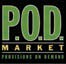 P.O.D.
MARKET
PROVISIONS ON DEMAND